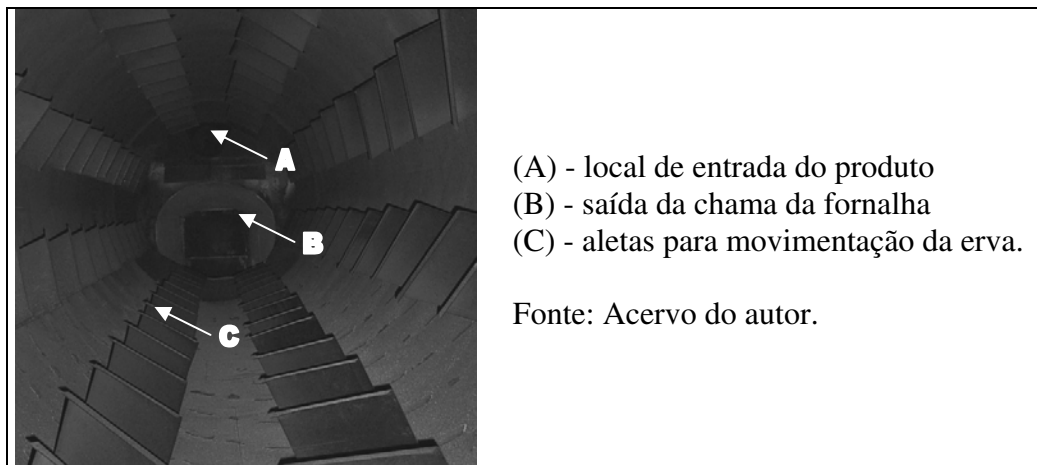 A
B
C
(A) - local de entrada do produto
(B) - saída da chama da fornalha
(C) - aletas para movimentação da erva.
Fonte: Acervo do autor.